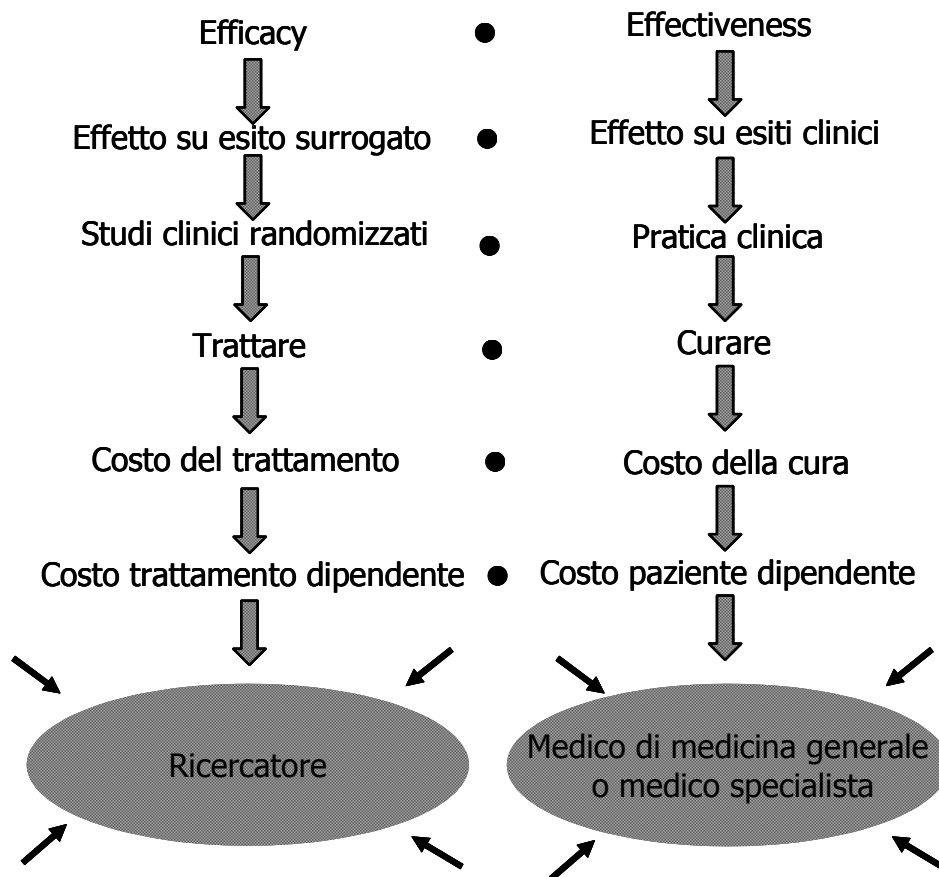 Efficacy
Effectiveness
Effetto su esito surrogato
Effetto su esiti clinici
Studi clinici randomizzati
Pratica clinica
Trattare
Curare
Costo del trattamento
Costo della cura
Costo trattamento dipendente
Costo paziente dipendente
Ricercatore
Medico di medicina generale
o medico specialista